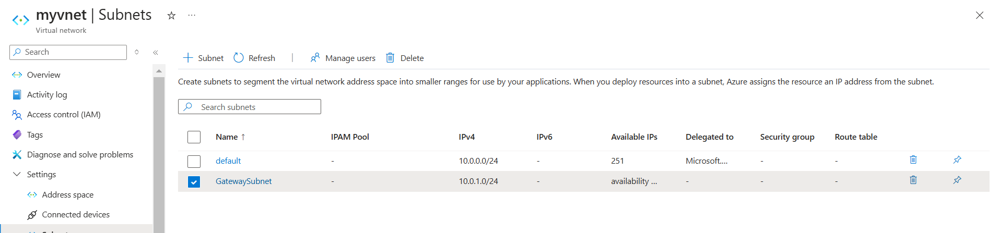 myvnet | Subnets
Virtual network
Search
Overview
Activity log
Access control (IAM)
Tags
Diagnose and solve problems
Settings
Address space
Connected devices
Subnet Refresh Manage users Delete
Create subnets to segment the virtual network address space into smaller ranges for use by your applications. When you deploy resources into a subnet, Azure assigns the resource an IP address from the subnet.
Search subnets
Name ↑ IPAM Pool IPv4 IPv6 Available IPs Delegated to Security group Route table
default - 10.0.0.0/24 - 251 Microsoft.... - -
GatewaySubnet - 10.0.1.0/24 - availability ... - - -